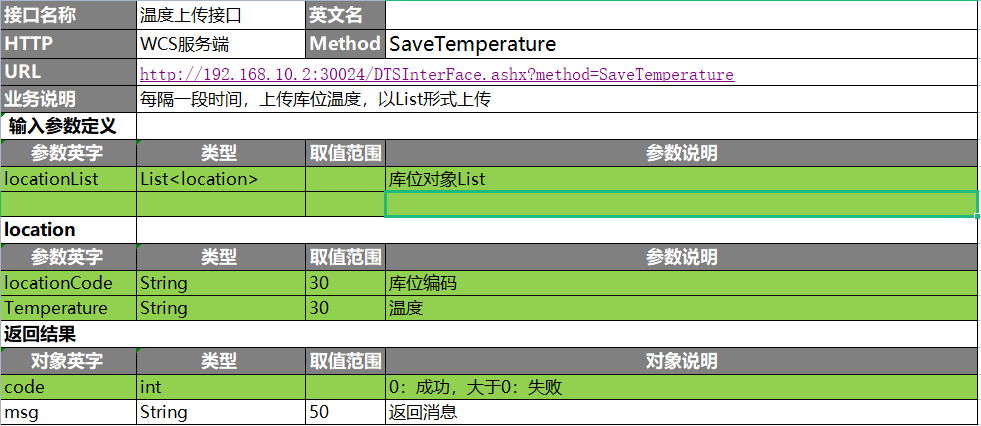 接口名称 温度上传接口 英文名
HTTP WCS服务端 Method SaveTemperature
URL http://192.168.10.2:30024/DTSInterFace.ashx?method=SaveTemperature
业务说明 每隔一段时间，上传库位温度，以List形式上传
输入参数定义
参数英字 类型 取值范围 参数说明
locationList List<location> 库位对象List
location
参数英字 类型 取值范围 参数说明
locationCode String 30 库位编码
Temperature String 30 温度
返回结果
对象英字 类型 取值范围 对象说明
code int 0：成功，大于0：失败
msg String 50 返回消息